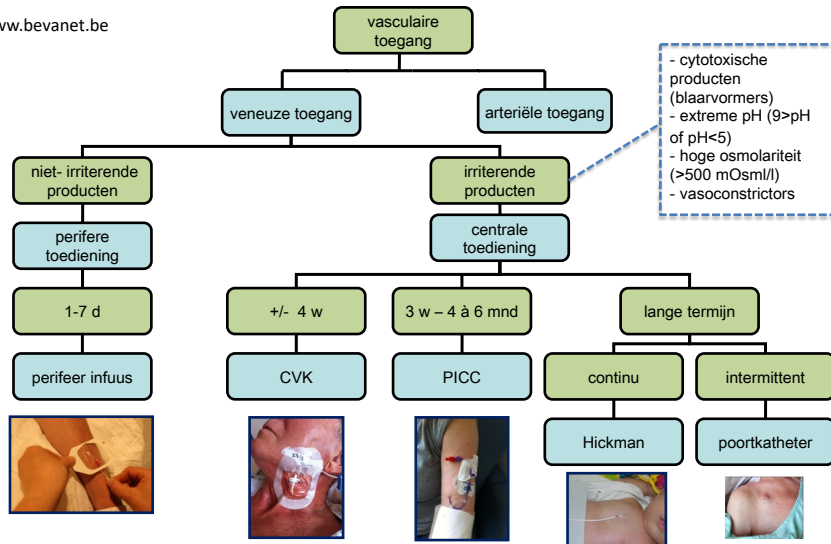 ww.bevanet.be
vasculaire
toegang
- cytotoxische
producten
(blaarvormers)
- extreme pH (9>pH
of pH<5)
- hoge osmolariteit
(>500 mOsml/l)
- vasoconstrictors
veneuze toegang
arteriële toegang
niet- irriterende
producten
irriterende
producten
perifere
toediening
centrale
toediening
1-7 d
+/- 4 w
3 w – 4 à 6 mnd
lange termijn
perifeer infuus
CVK
PICC
continu
intermittent
Hickman
poortkatheter